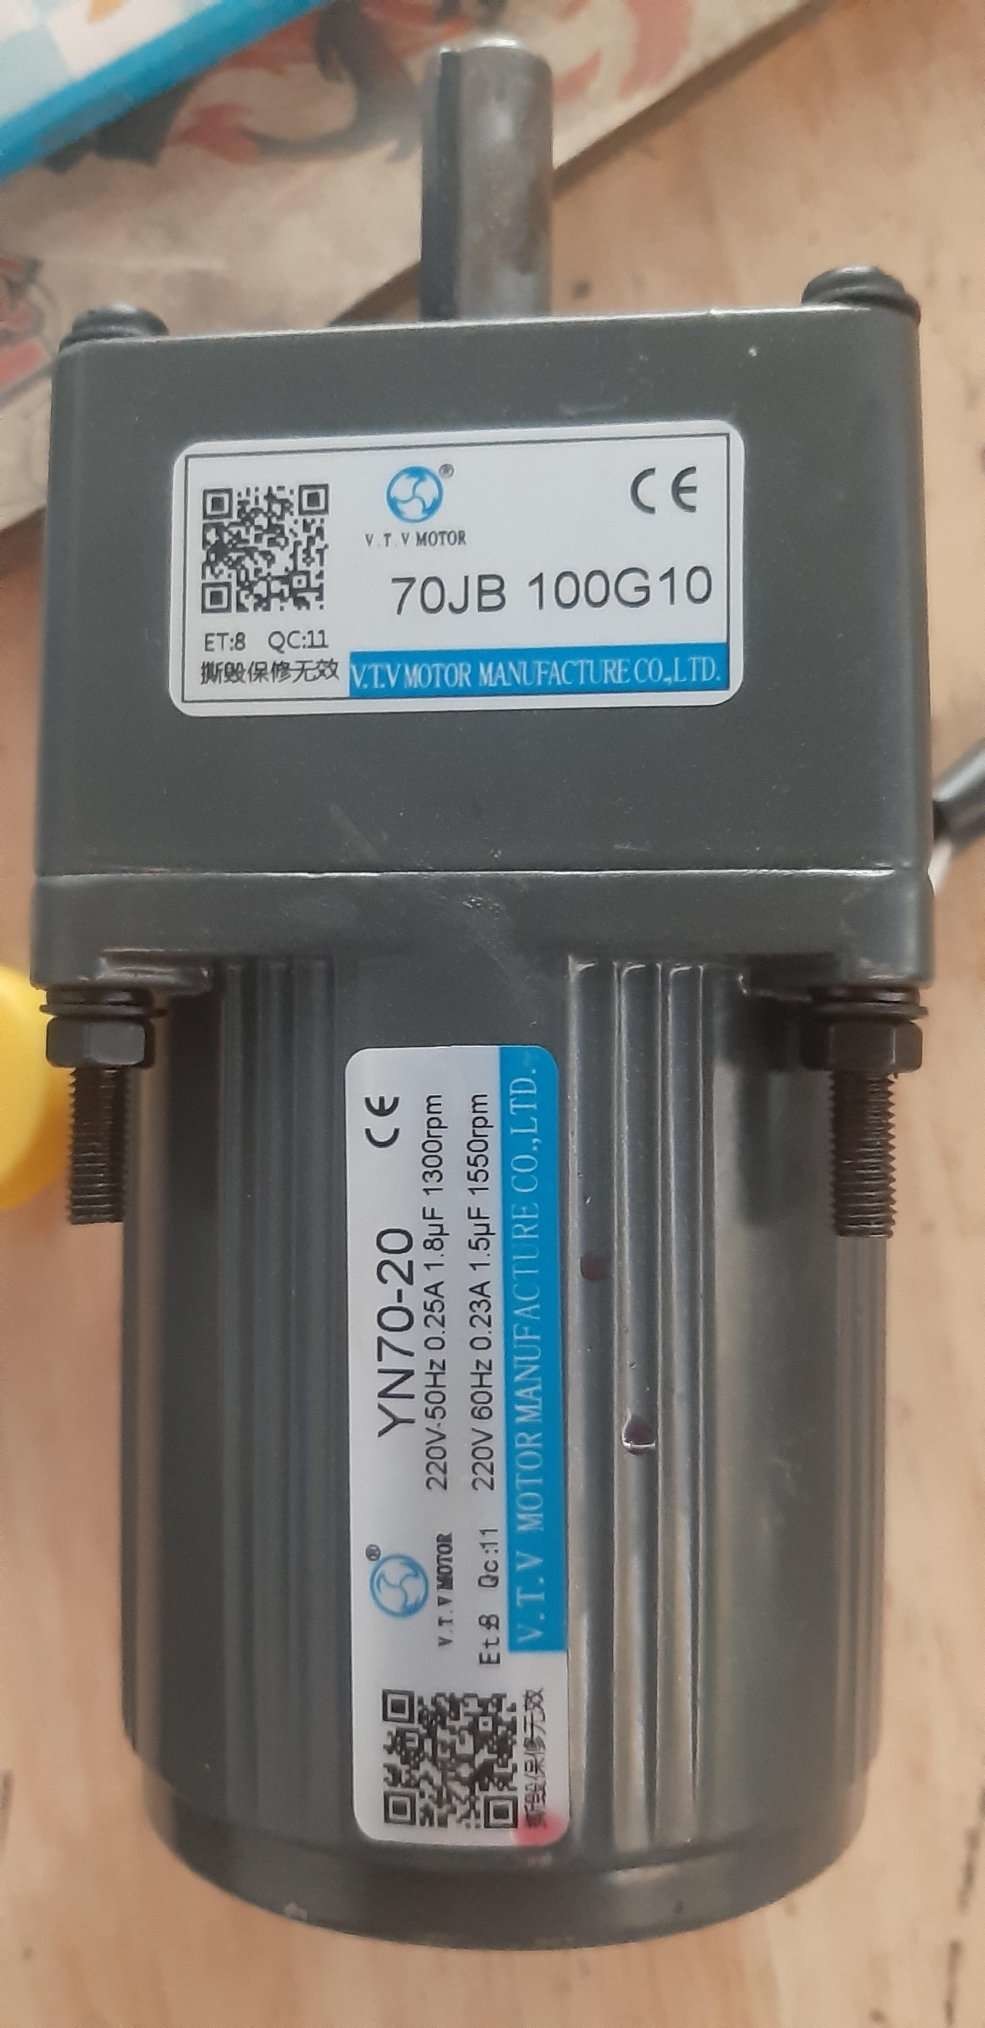 ®
V.T.V MOTOR
CE
70JB 100G10
ET:8 QC:11
撕毁保修无效
V.T.V MOTOR MANUFACTURE CO.,LTD.
CE
YN70-20
220V-50Hz 0.25A 1.8μF 1300rpm
220V 60Hz 0.23A 1.5μF 1550rpm
®
V.T.V MOTOR
Et:8 Qc:11
V.T.V MOTOR MANUFACTURE CO.,LTD.
撕毁保修无效